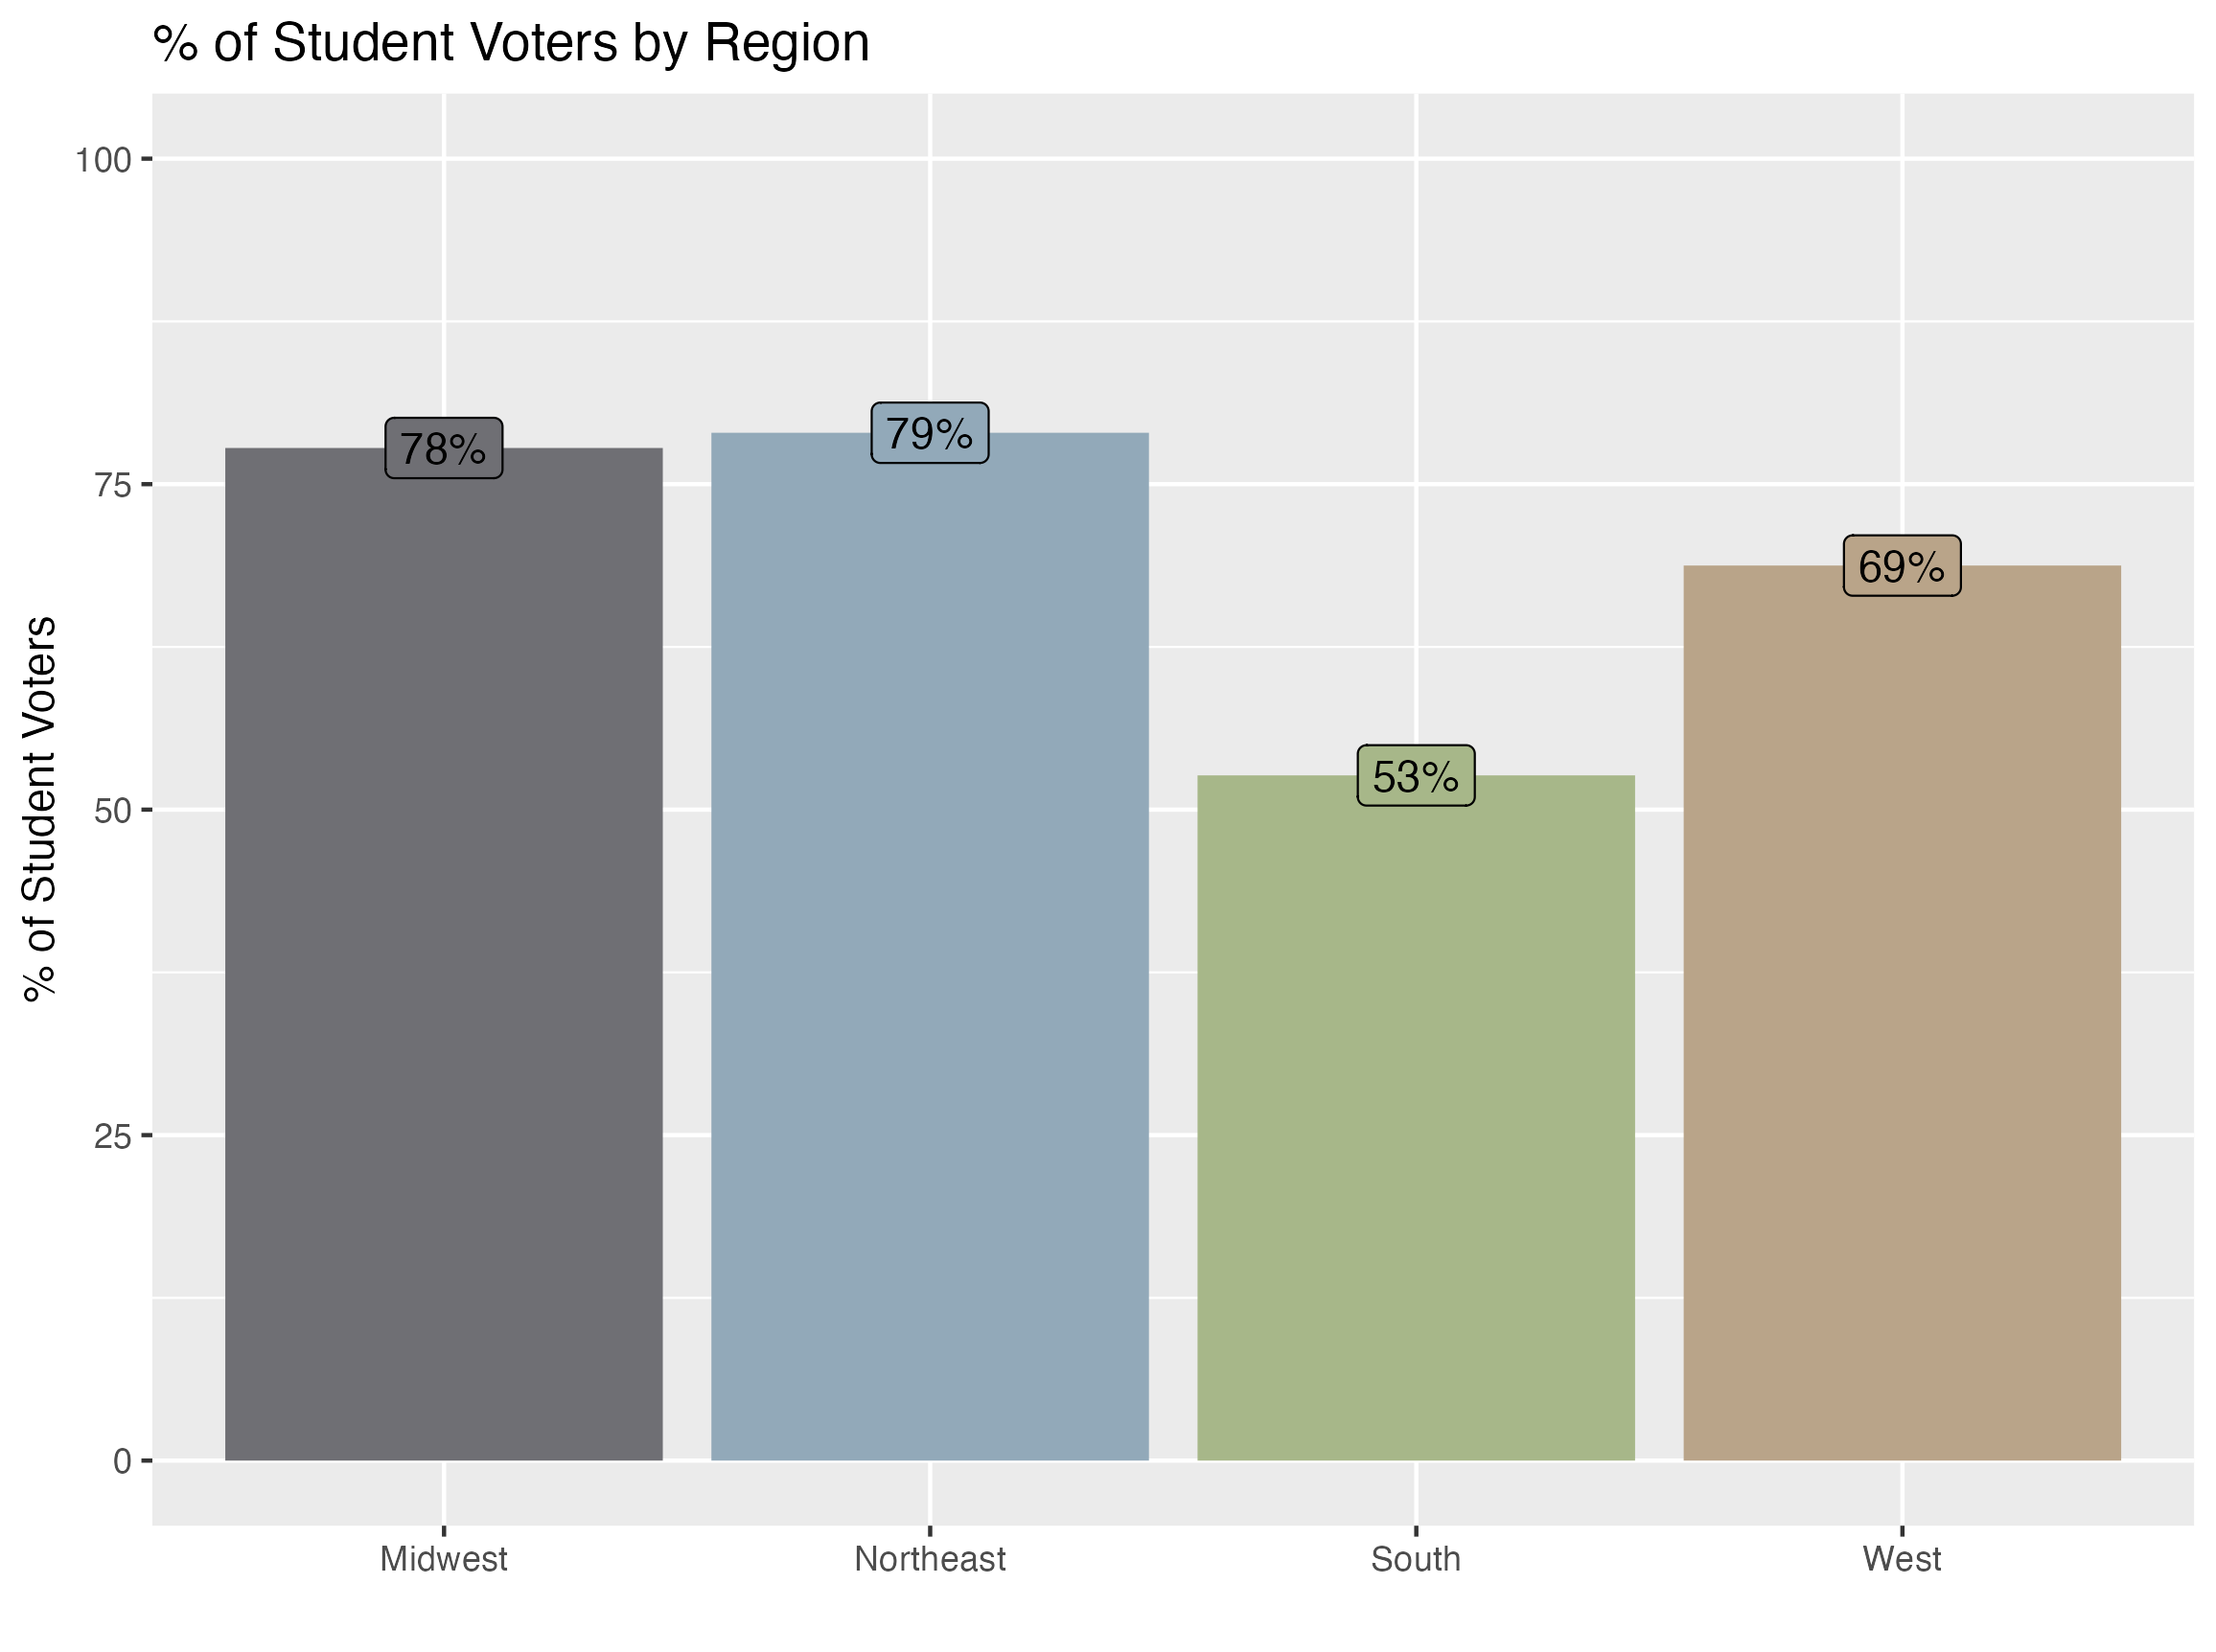 % of Student Voters by Region
% of Student Voters
100
75
50
25
0
78%
79%
53%
69%
Midwest
Northeast
South
West